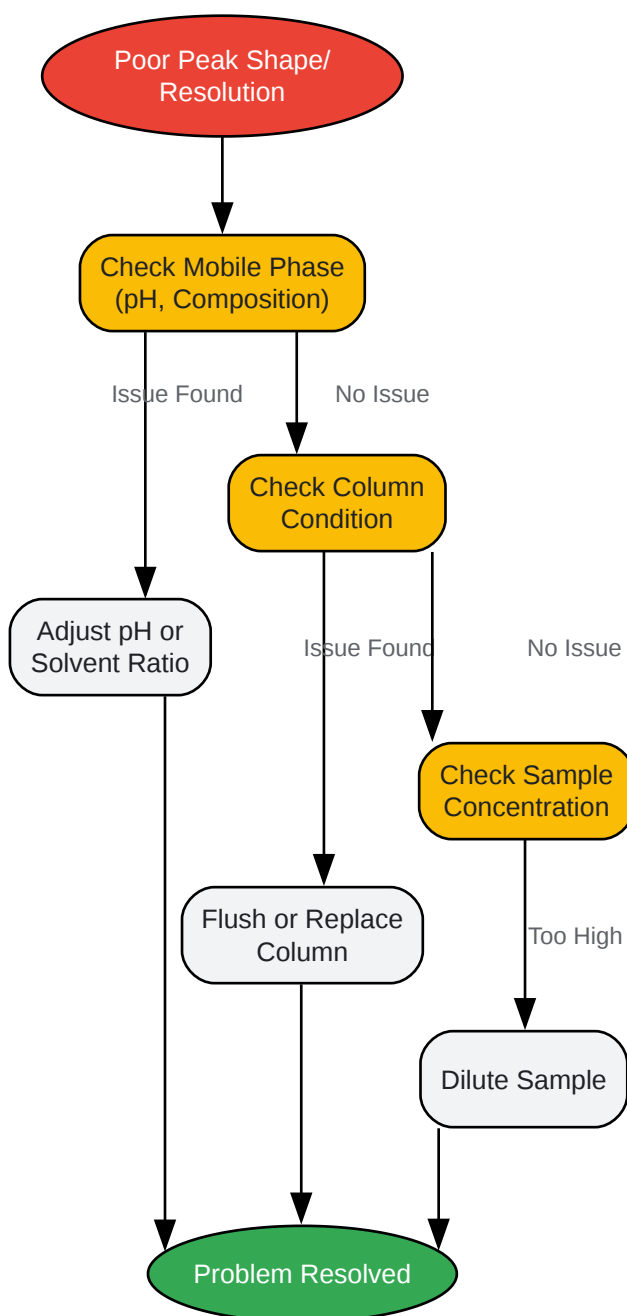 Poor Peak Shape/
Resolution
Check Mobile Phase
(pH, Composition)
Issue Found
No Issue
Check Column
Condition
Adjust pH or
Solvent Ratio
Issue Found
No Issue
Check Sample
Concentration
Flush or Replace
Column
Too High
Dilute Sample
Problem Resolved